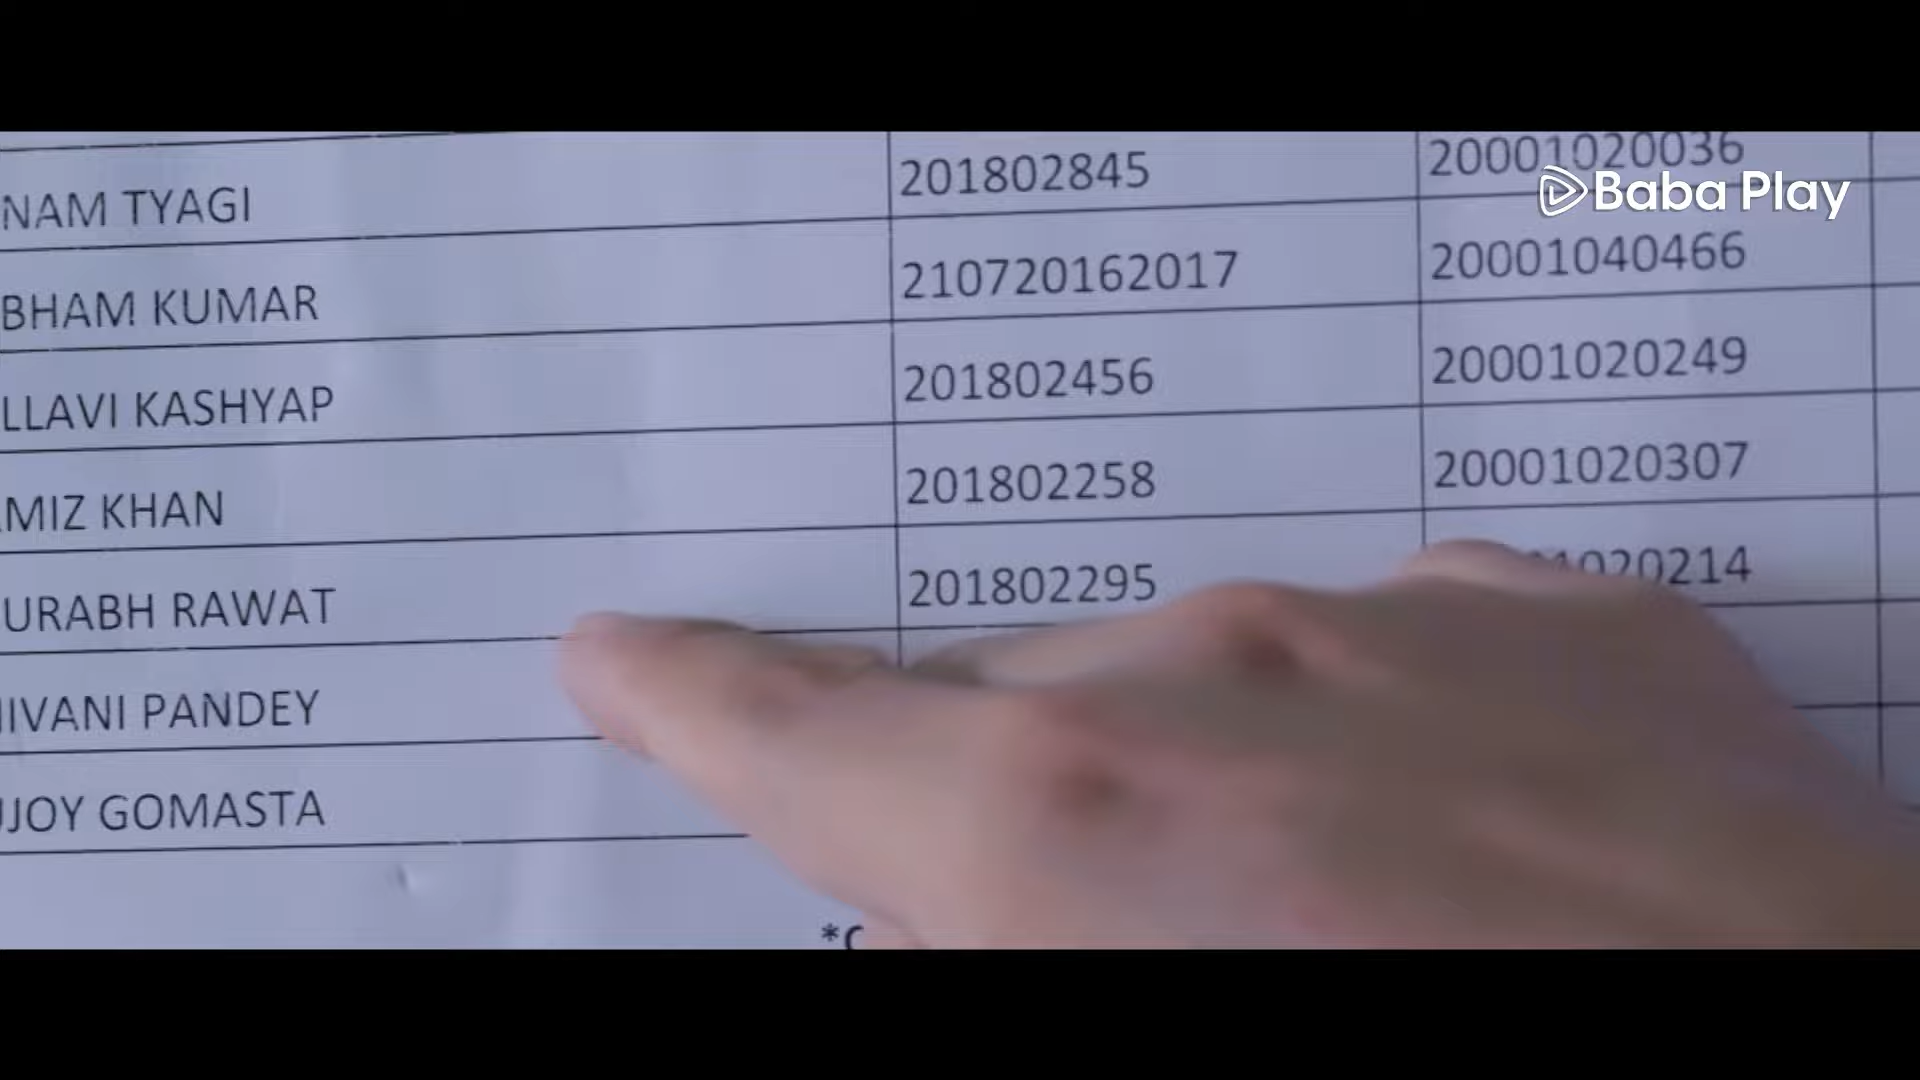 NAM TYAGI 201802845 20001020036
Baba Play
BHAM KUMAR 210720162017 20001040466
LLAVI KASHYAP 201802456 20001020249
MIZ KHAN 201802258 20001020307
URABH RAWAT 201802295 1020214
IVANI PANDEY
JOY GOMASTA
*C